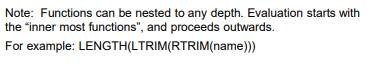 Note:  Functions can be nested to any depth. Evaluation starts with
the “inner most functions”, and proceeds outwards.
For example: LENGTH(LTRIM(RTRIM(name)))